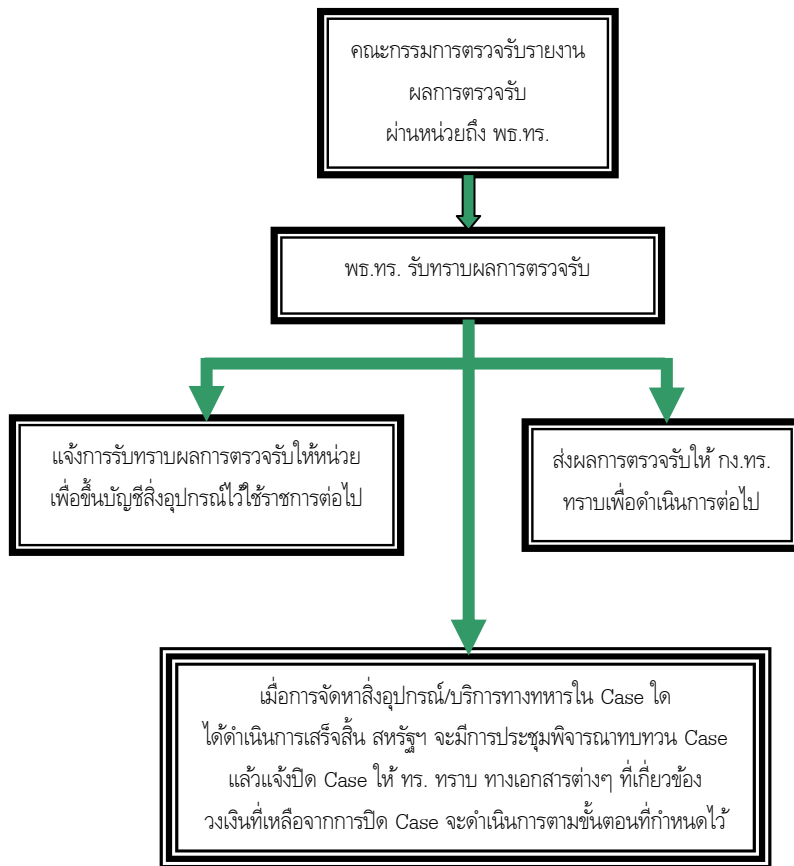 คณะกรรมการตรวจรับรายงาน
ผลการตรวจรับ
ผ่านหน่วยถึง พธ.ทร.
พธ.ทร. รับทราบผลการตรวจรับ
แจ้งการรับทราบผลการตรวจรับให้หน่วย
เพื่อขึ้นบัญชีสิ่งอุปกรณ์ไว้ใช้ราชการต่อไป
ส่งผลการตรวจรับให้ กง.ทร.
ทราบเพื่อดำเนินการต่อไป
เมื่อการจัดหาสิ่งอุปกรณ์/บริการทางทหารใน Case ใด
ได้ดำเนินการเสร็จสิ้น สหรัฐฯ จะมีการประชุมพิจารณาทบทวน Case
แล้วแจ้งปิด Case ให้ ทร. ทราบ ทางเอกสารต่างๆ ที่เกี่ยวข้อง
วงเงินที่เหลือจากการปิด Case จะดำเนินการตามขั้นตอนที่กำหนดไว้